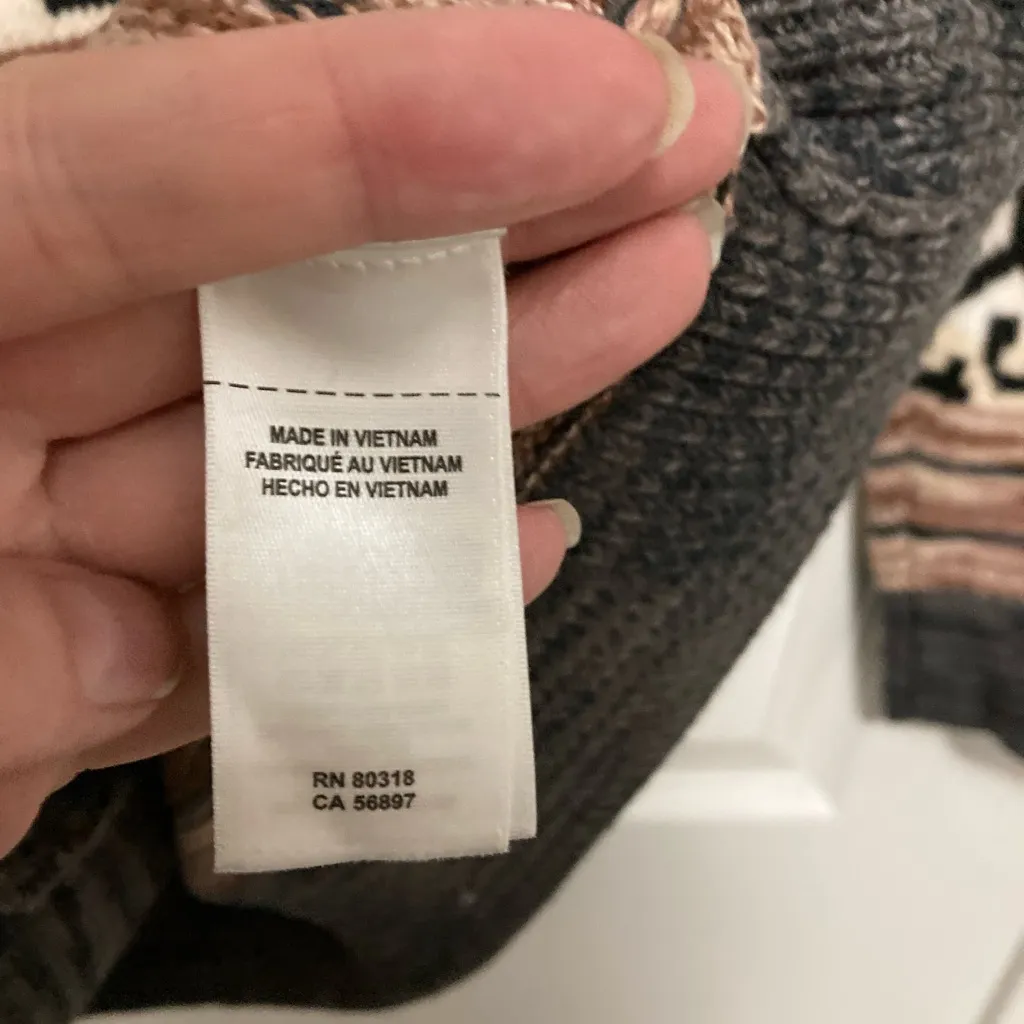 MADE IN VIETNAM
FABRIQUÉ AU VIETNAM
HECHO EN VIETNAM
RN 80318
CA 56897